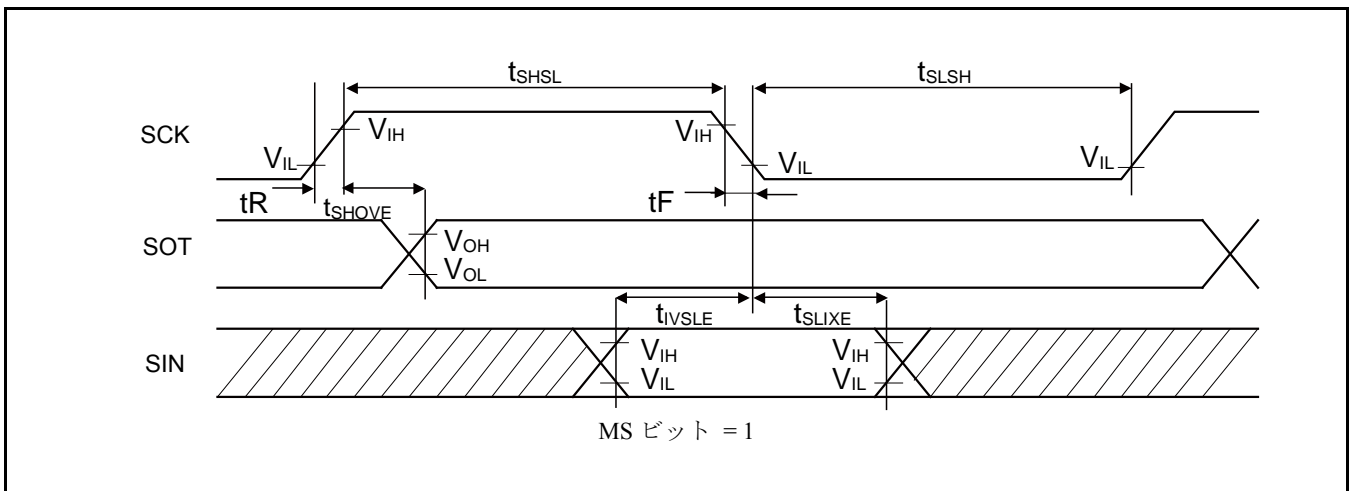 tSHSL tSLSH
SCK VIH VIH
VIL VIL VIL
tR tSHOVE tF
SOT VOH
VOL
tIVSLE tSLIXE
SIN VIH VIH
VIL VIL
MS ビット = 1